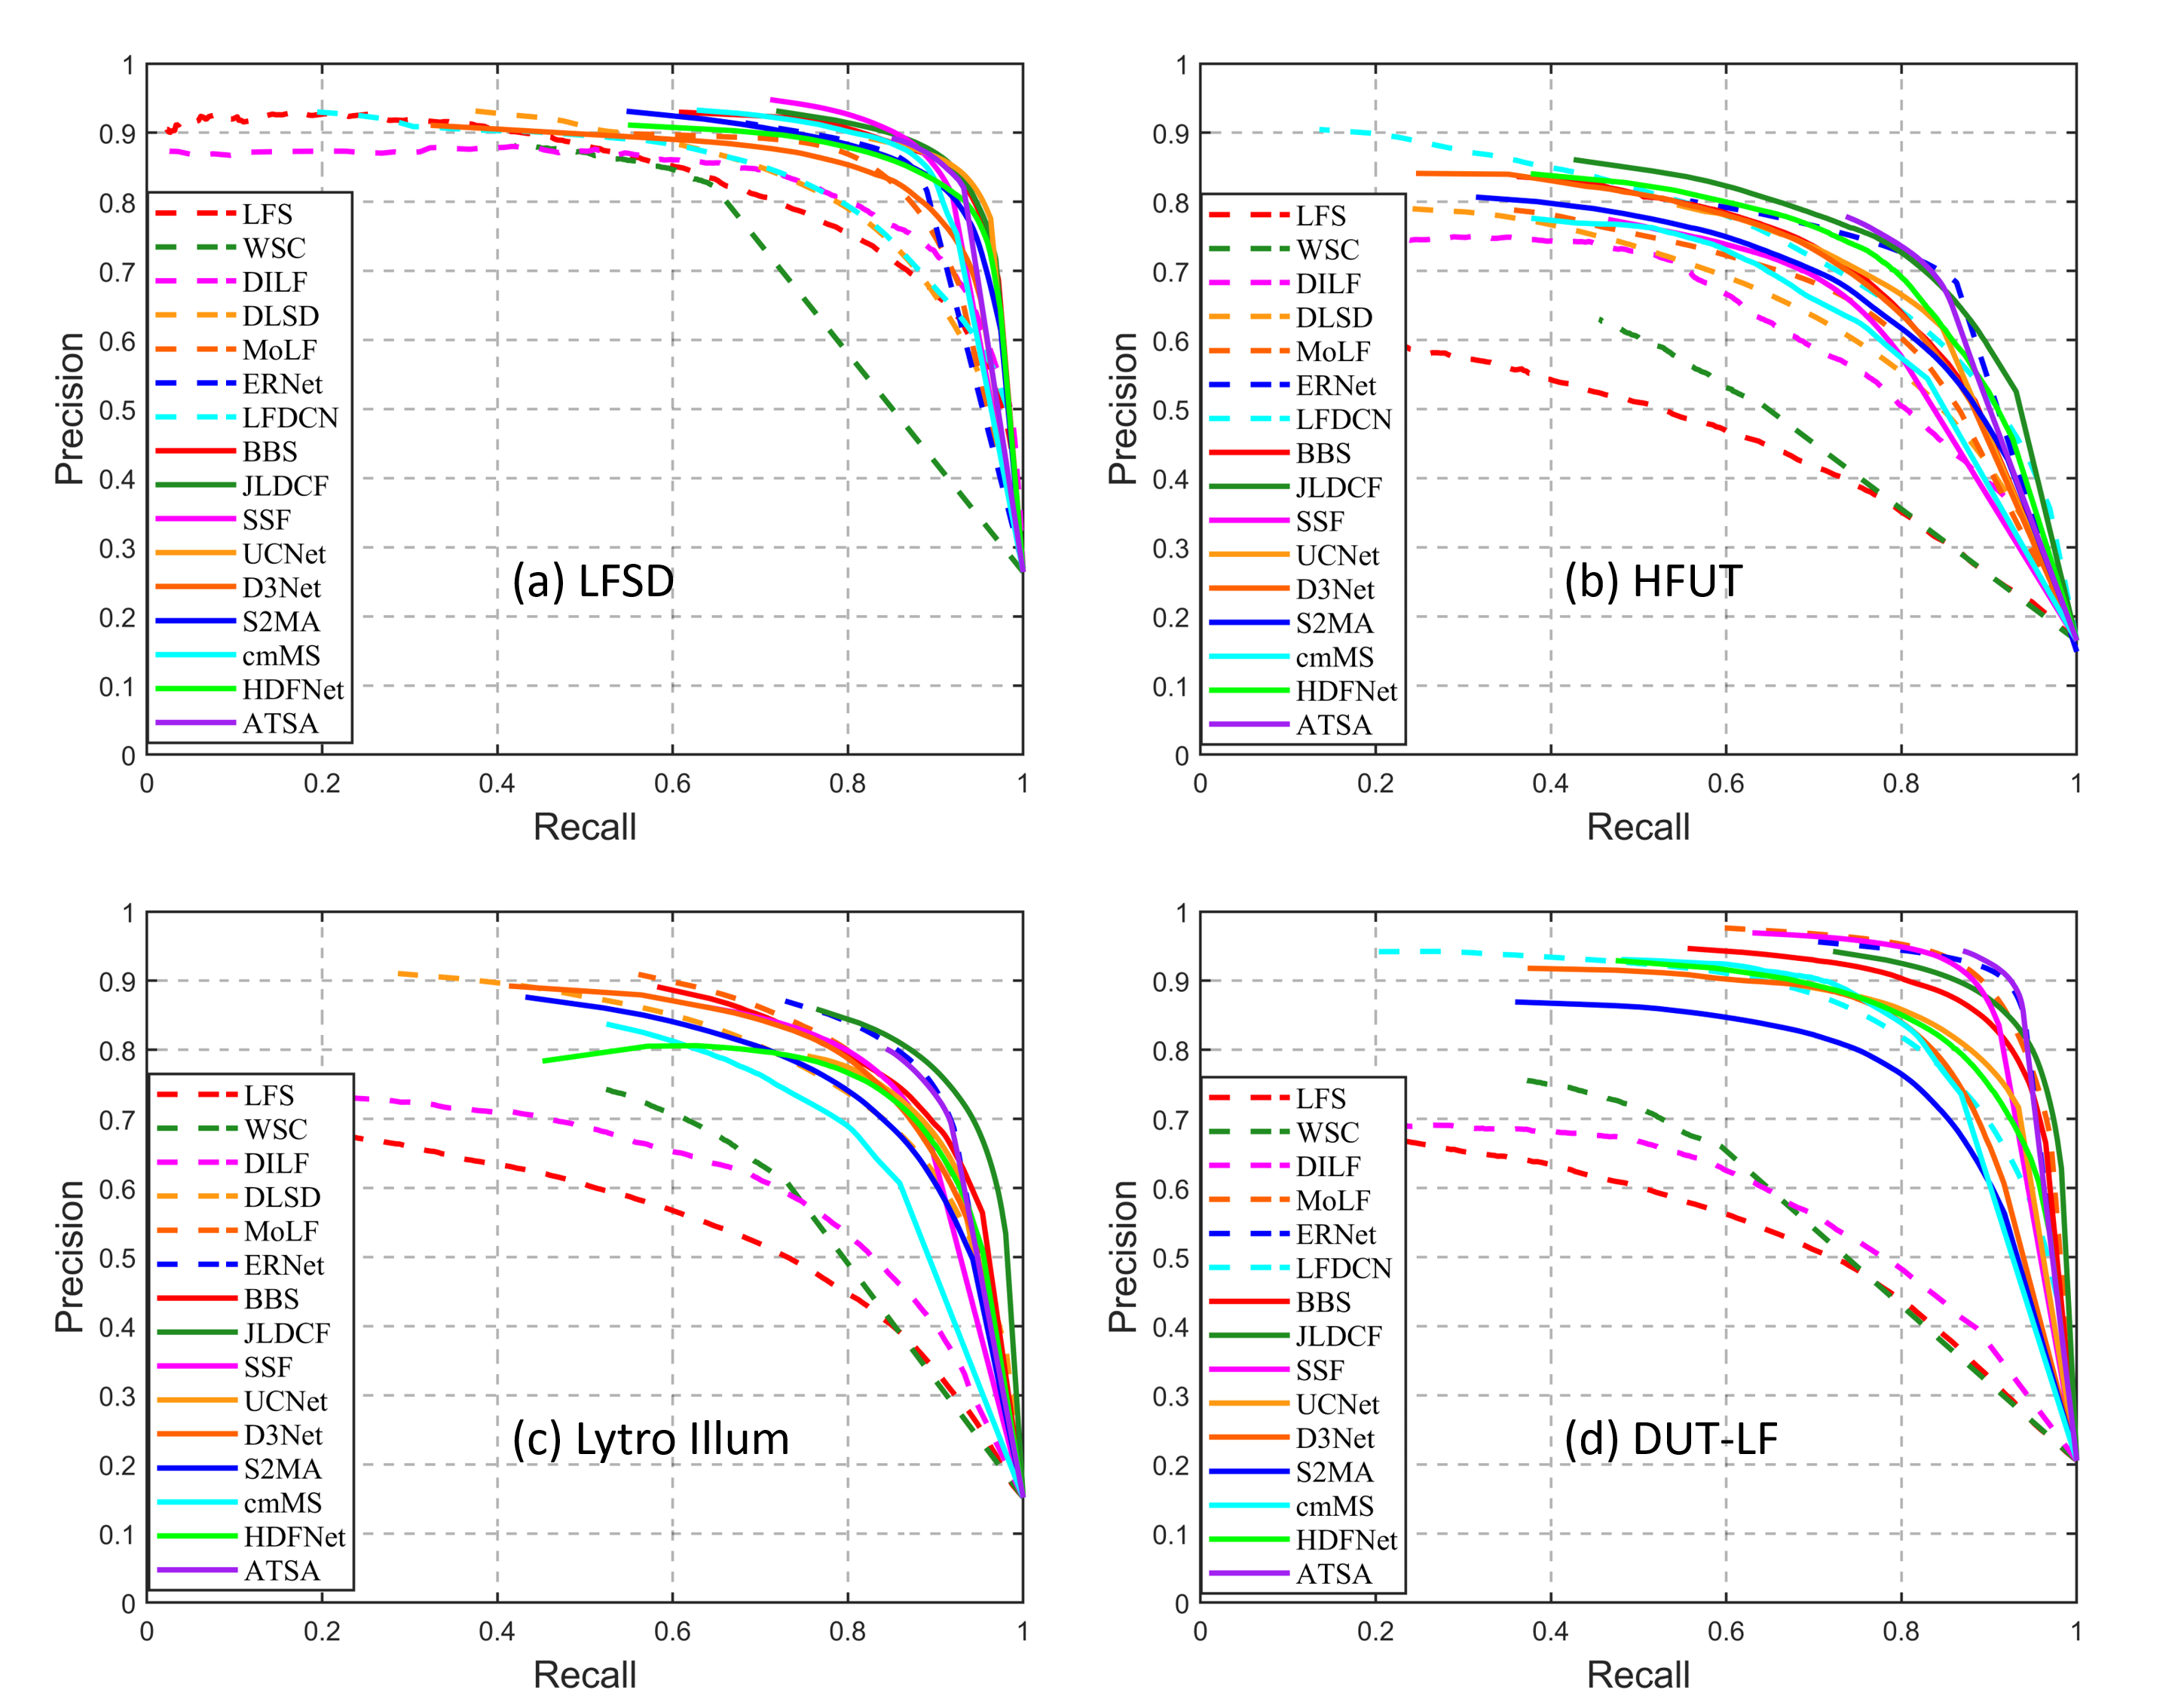 1
0.9
0.8
0.7
0.6
0.5
0.4
0.3
0.2
0.1
0
Precision
LFS
WSC
DILF
DLSD
MoLF
ERNet
LFDCN
BBS
JLDCF
SSF
UCNet
D3Net
S2MA
cmMS
HDFNet
ATSA
(a) LFSD
0 0.2 0.4 0.6 0.8 1
Recall
1
0.9
0.8
0.7
0.6
0.5
0.4
0.3
0.2
0.1
0
Precision
LFS
WSC
DILF
DLSD
MoLF
ERNet
LFDCN
BBS
JLDCF
SSF
UCNet
D3Net
S2MA
cmMS
HDFNet
ATSA
(b) HFUT
0 0.2 0.4 0.6 0.8 1
Recall
1
0.9
0.8
0.7
0.6
0.5
0.4
0.3
0.2
0.1
0
Precision
LFS
WSC
DILF
DLSD
MoLF
ERNet
BBS
JLDCF
SSF
UCNet
D3Net
S2MA
cmMS
HDFNet
ATSA
(c) Lytro Illum
0 0.2 0.4 0.6 0.8 1
Recall
1
0.9
0.8
0.7
0.6
0.5
0.4
0.3
0.2
0.1
0
Precision
LFS
WSC
DILF
MoLF
ERNet
LFDCN
BBS
JLDCF
SSF
UCNet
D3Net
S2MA
cmMS
HDFNet
ATSA
(d) DUT-LF
0 0.2 0.4 0.6 0.8 1
Recall